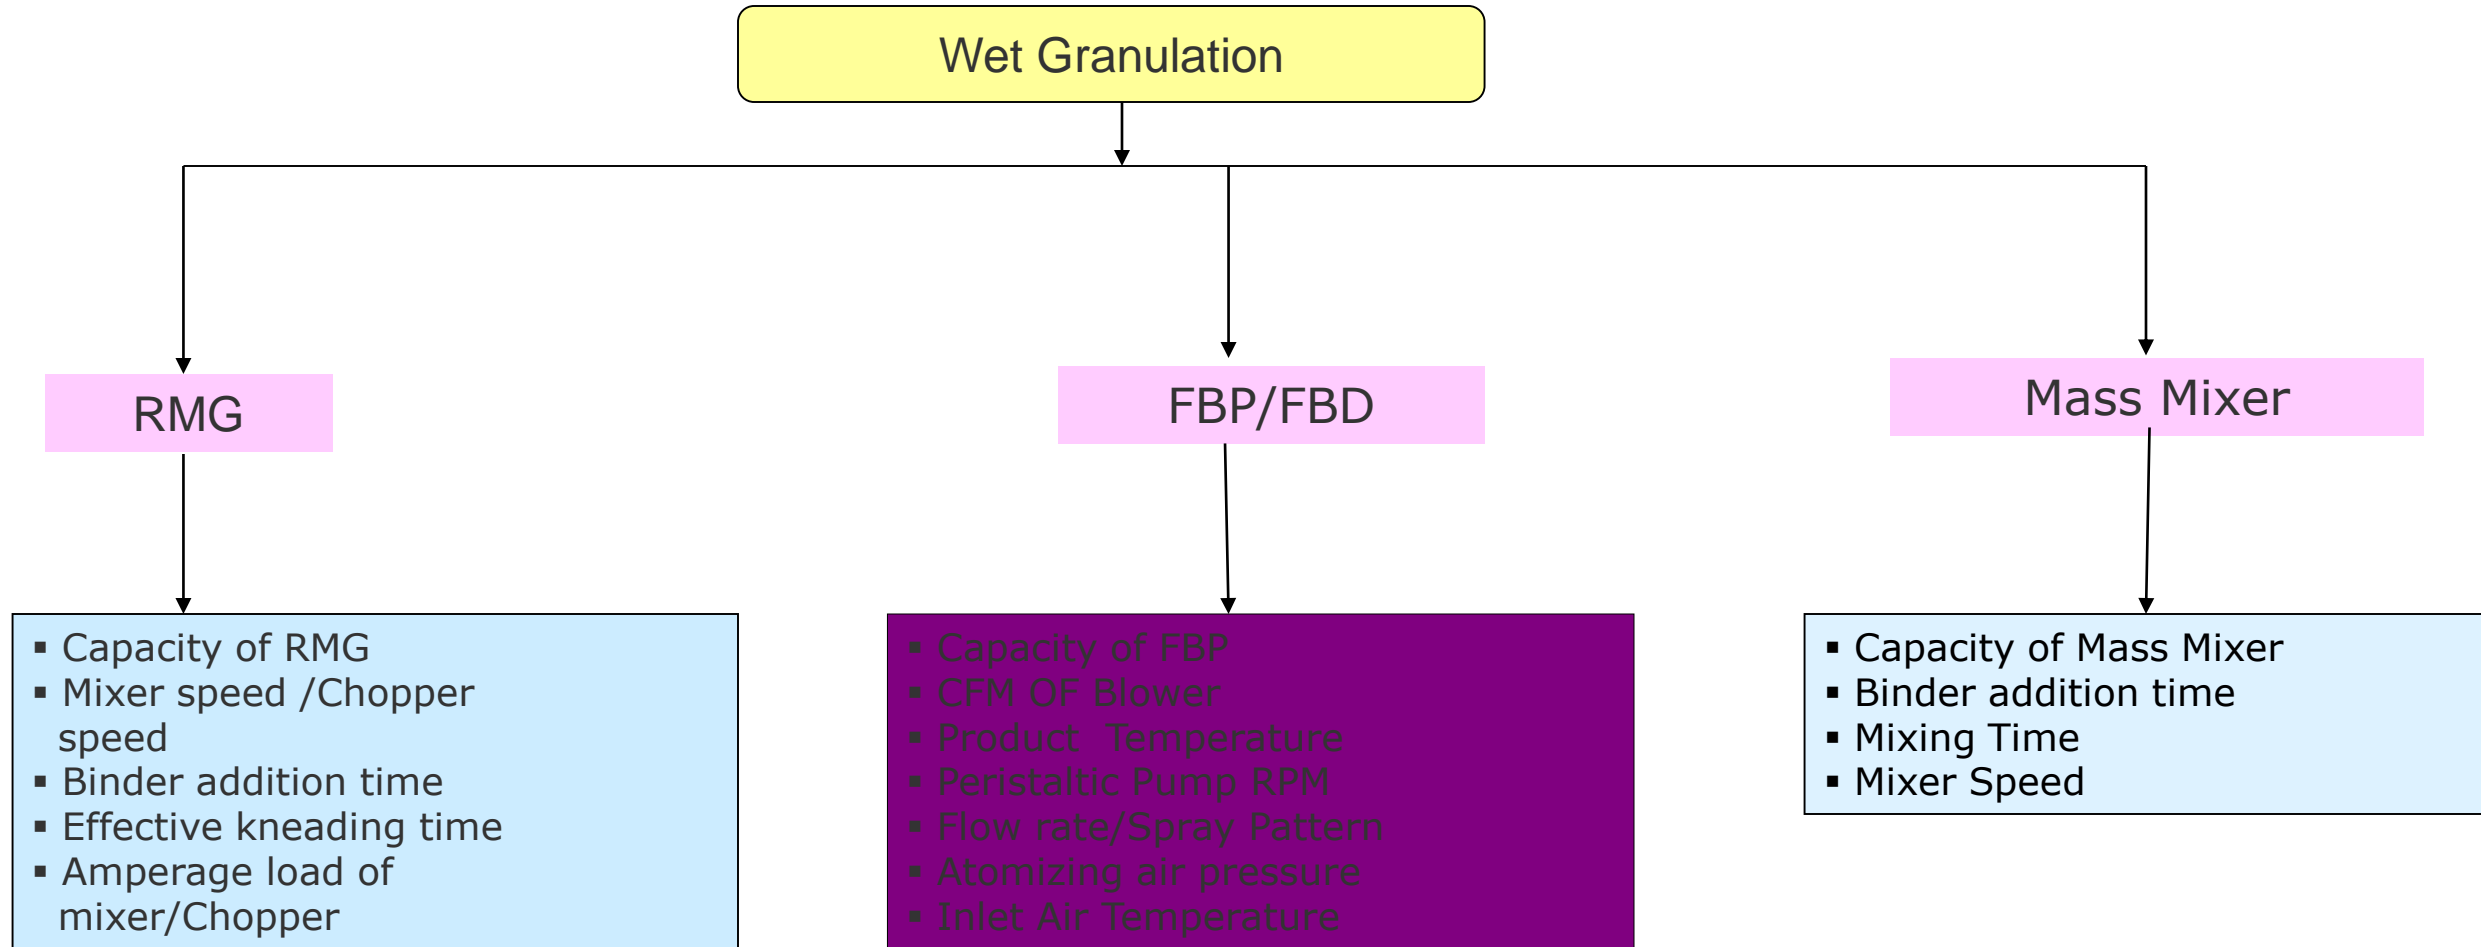 Wet Granulation
RMG
FBP/FBD
Mass Mixer
▪ Capacity of RMG
▪ Mixer speed /Chopper
speed
▪ Binder addition time
▪ Effective kneading time
▪ Amperage load of
mixer/Chopper
▪ Capacity of FBP
▪ CFM OF Blower
▪ Product  Temperature
▪ Peristaltic Pump RPM
▪ Flow rate/Spray Pattern
▪ Atomizing air pressure
▪ Inlet Air Temperature
▪ Capacity of Mass Mixer
▪ Binder addition time
▪ Mixing Time
▪ Mixer Speed